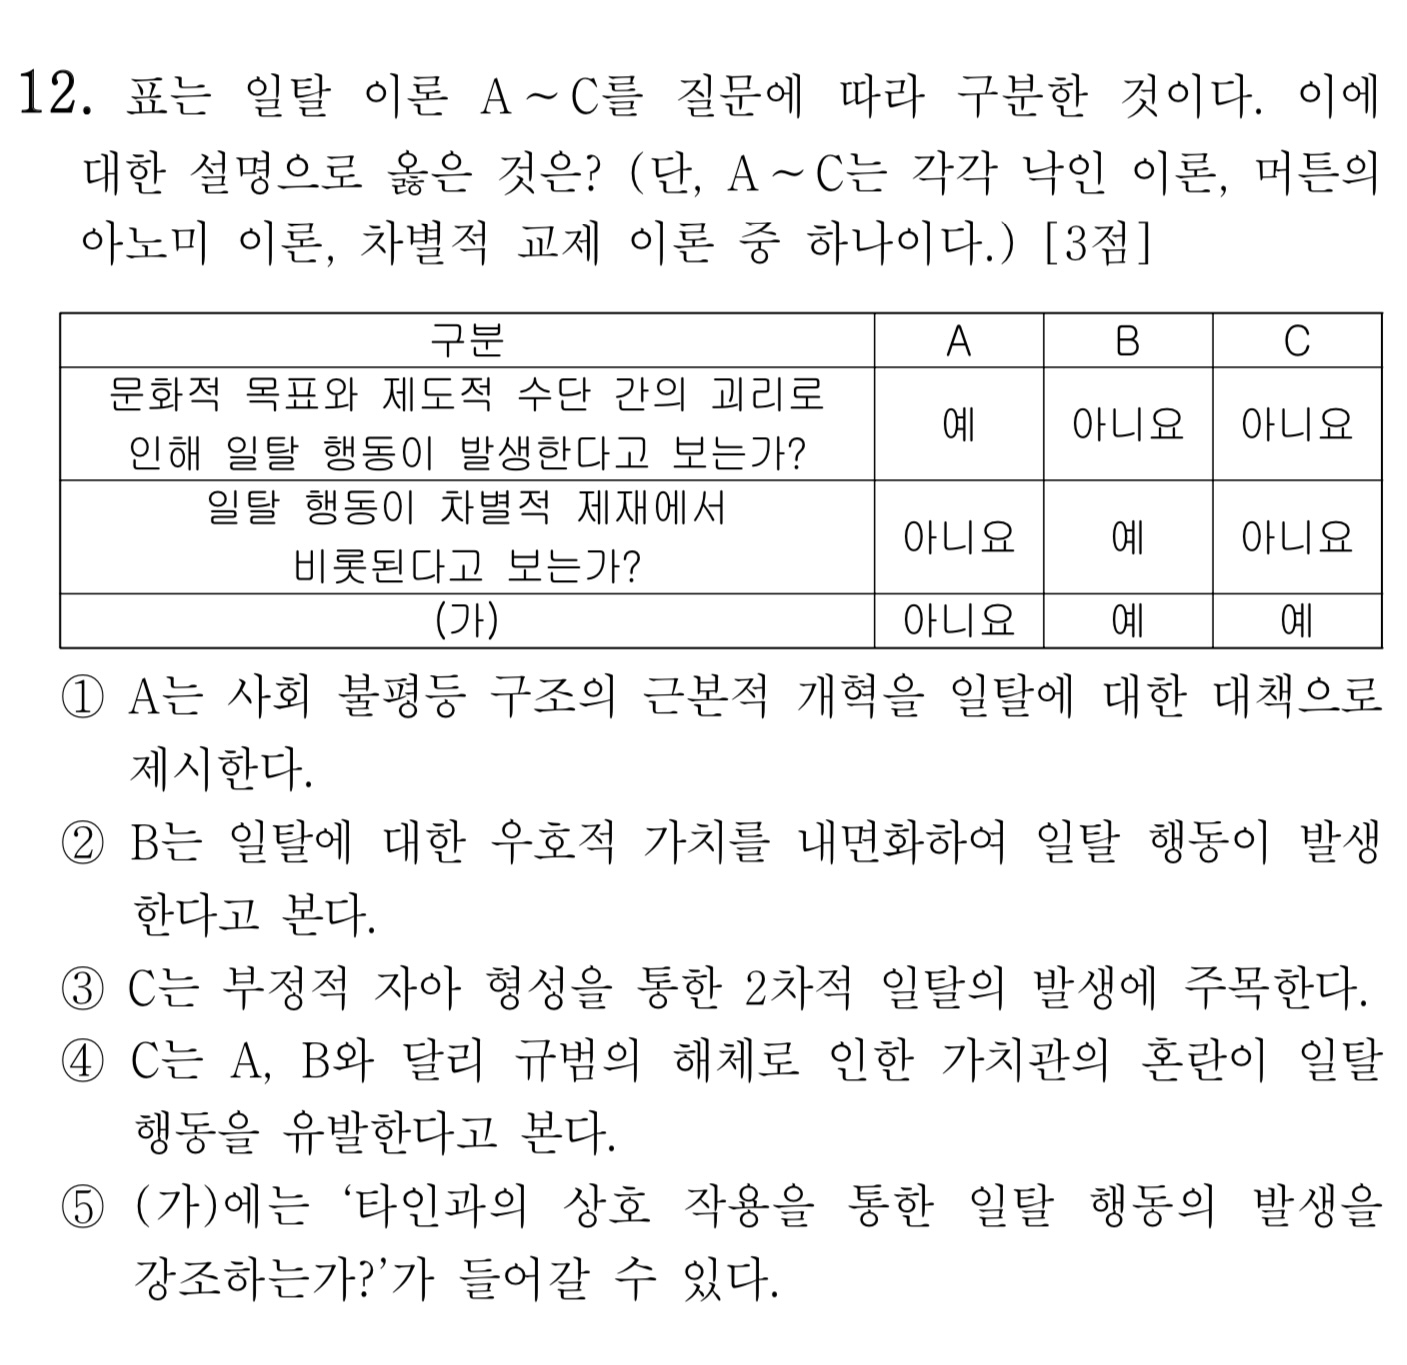 12. 표는 일탈 이론 A ~ C를 질문에 따라 구분한 것이다. 이에
대한 설명으로 옳은 것은? (단, A ~ C는 각각 낙인 이론, 머튼의
아노미 이론, 차별적 교제 이론 중 하나이다.) [3점]
구분 A B C
문화적 목표와 제도적 수단 간의 괴리로
인해 일탈 행동이 발생한다고 보는가?
예 아니요 아니요
일탈 행동이 차별적 제재에서
비롯된다고 보는가?
아니요 예 아니요
(가) 아니요 예 예
① A는 사회 불평등 구조의 근본적 개혁을 일탈에 대한 대책으로
제시한다.
② B는 일탈에 대한 우호적 가치를 내면화하여 일탈 행동이 발생
한다고 본다.
③ C는 부정적 자아 형성을 통한 2차적 일탈의 발생에 주목한다.
④ C는 A, B와 달리 규범의 해체로 인한 가치관의 혼란이 일탈
행동을 유발한다고 본다.
⑤ (가)에는 ‘타인과의 상호 작용을 통한 일탈 행동의 발생을
강조하는가?’가 들어갈 수 있다.